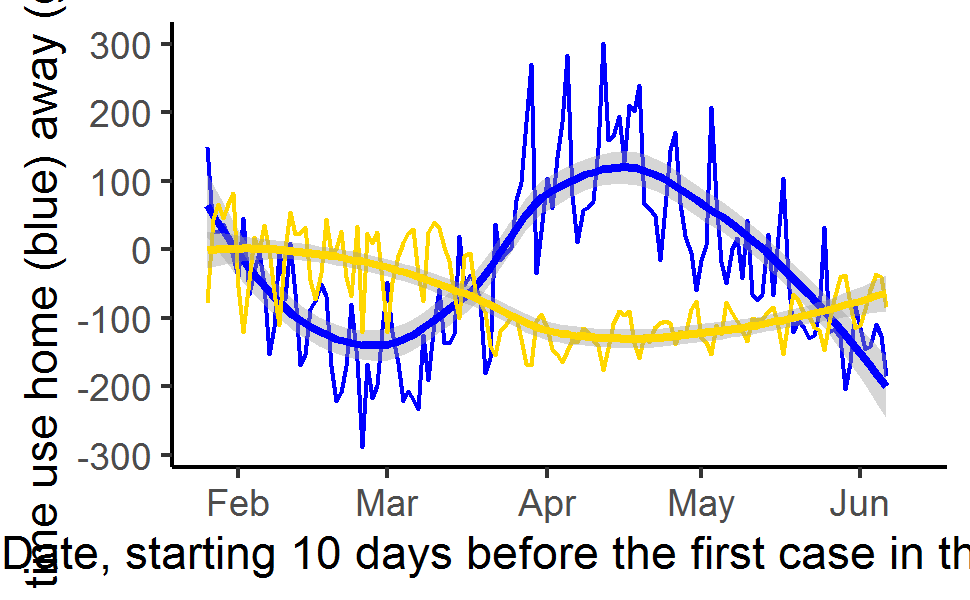 time use home (blue) away (
300
200
100
0
-100
-200
-300
Feb Mar Apr May Jun
Date, starting 10 days before the first case in th